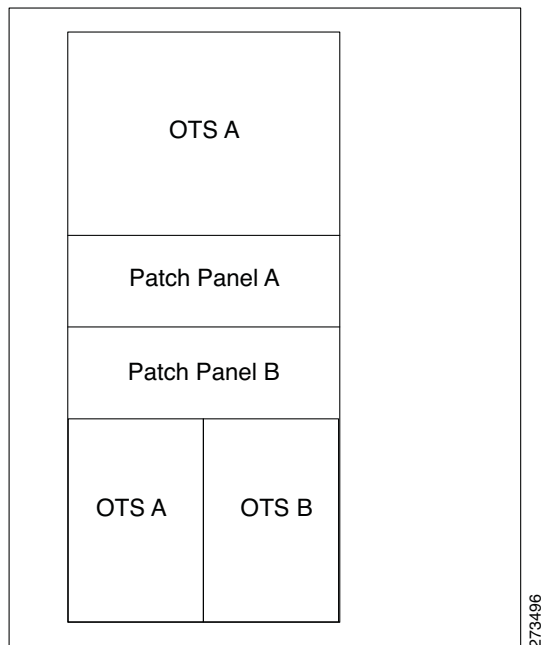 OTS A
Patch Panel A
Patch Panel B
OTS A
OTS B
273496